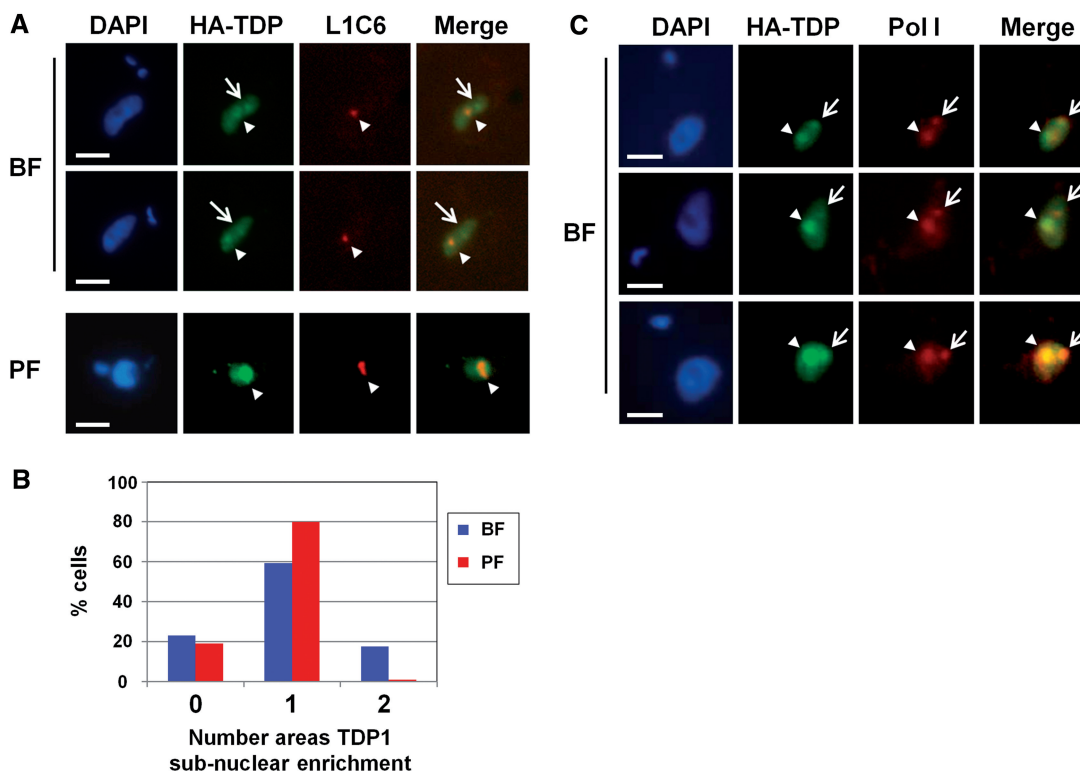 A
DAPI HA-TDP L1C6 Merge
BF
PF
B
100
80
60
40
20
0
% cells
0 1 2
Number areas TDP1
sub-nuclear enrichment
BF
PF
C
DAPI HA-TDP Pol I Merge
BF